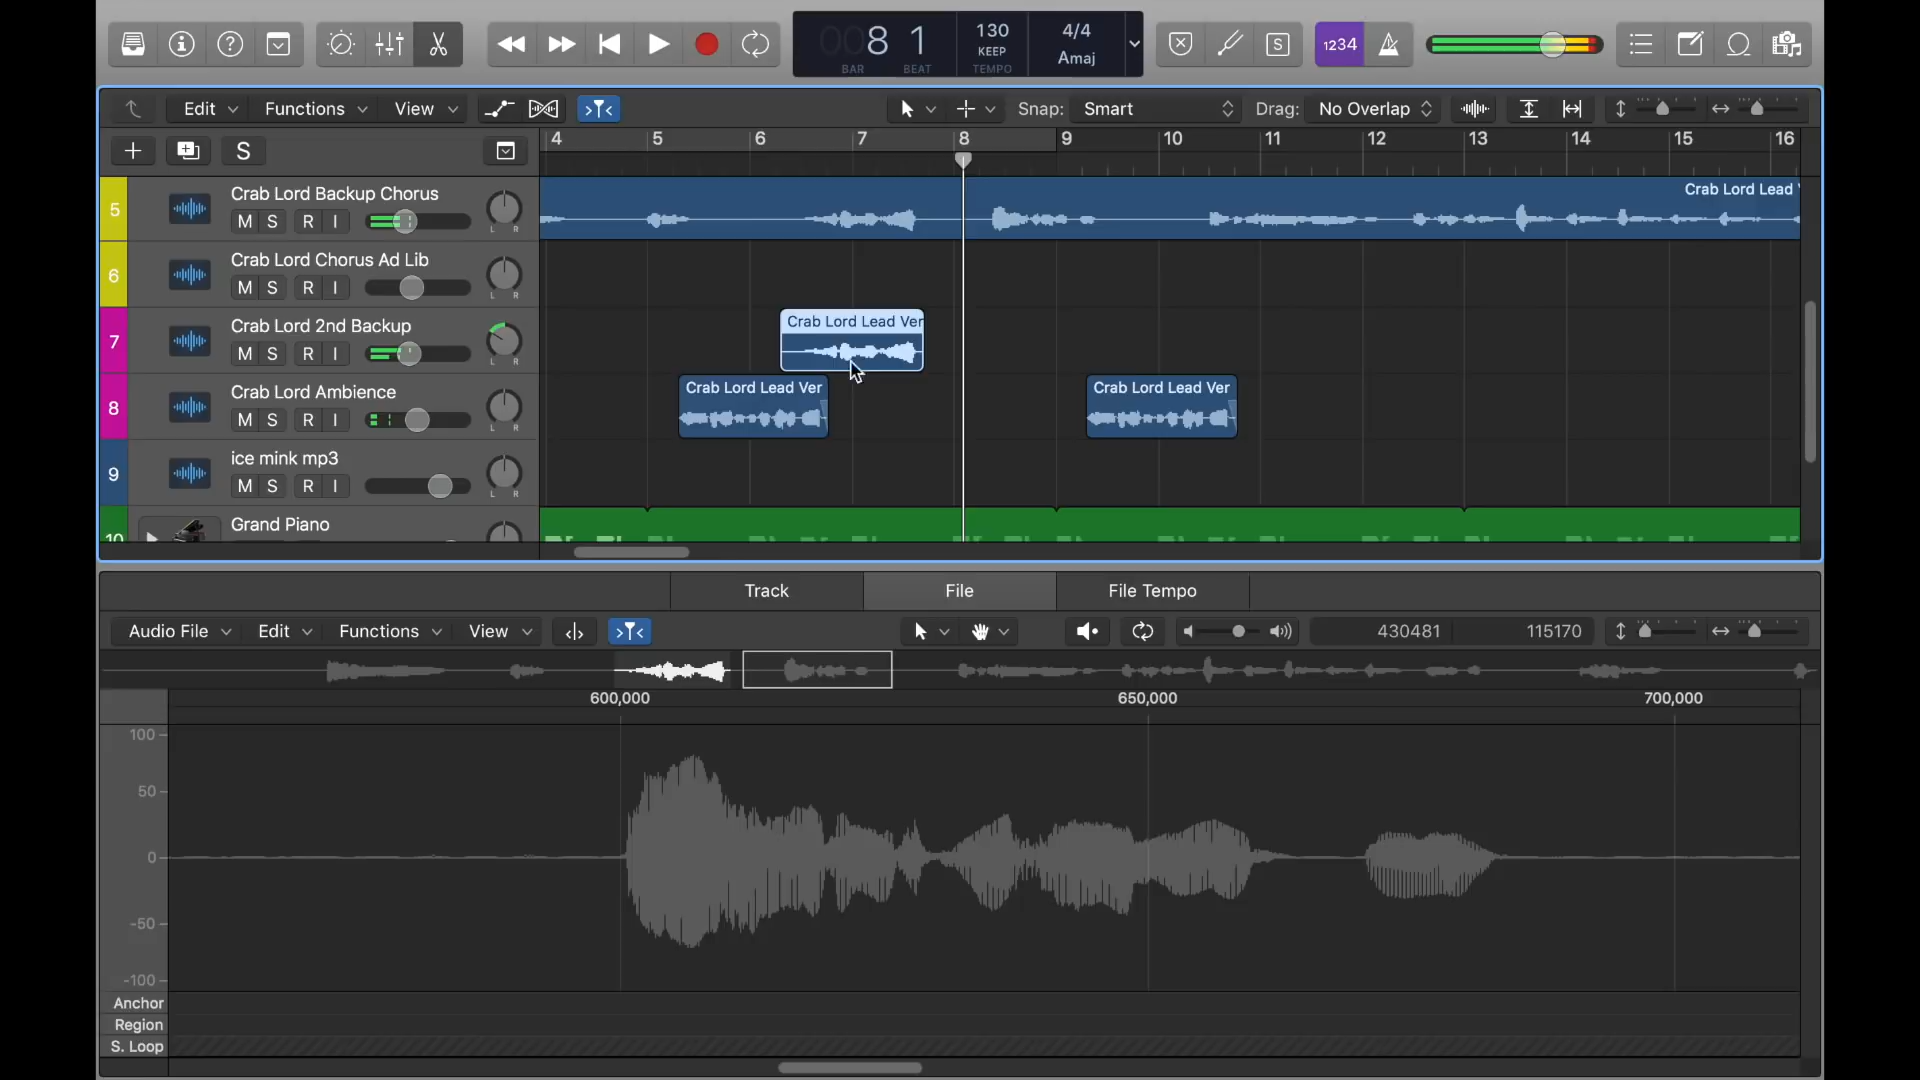 1234
8 1
BAR BEAT
130
KEEP
TEMPO
4/4
Amaj
Edit Functions View Snap: Smart Drag: No Overlap
S
4 5 6 7 8 9 10 11 12 13 14 15 16
5 Crab Lord Backup Chorus
M S R I
L R
Crab Lord Lead
6 Crab Lord Chorus Ad Lib
M S R I
L R
7 Crab Lord 2nd Backup
M S R I
L R
Crab Lord Lead Ver
8 Crab Lord Ambience
M S R I
L R
Crab Lord Lead Ver
Crab Lord Lead Ver
9 ice mink mp3
M S R I
L R
10 Grand Piano
Track File File Tempo
Audio File Edit Functions View 430481 115170
600,000 650,000 700,000
100
50
0
-50
-100
Anchor
Region
S. Loop